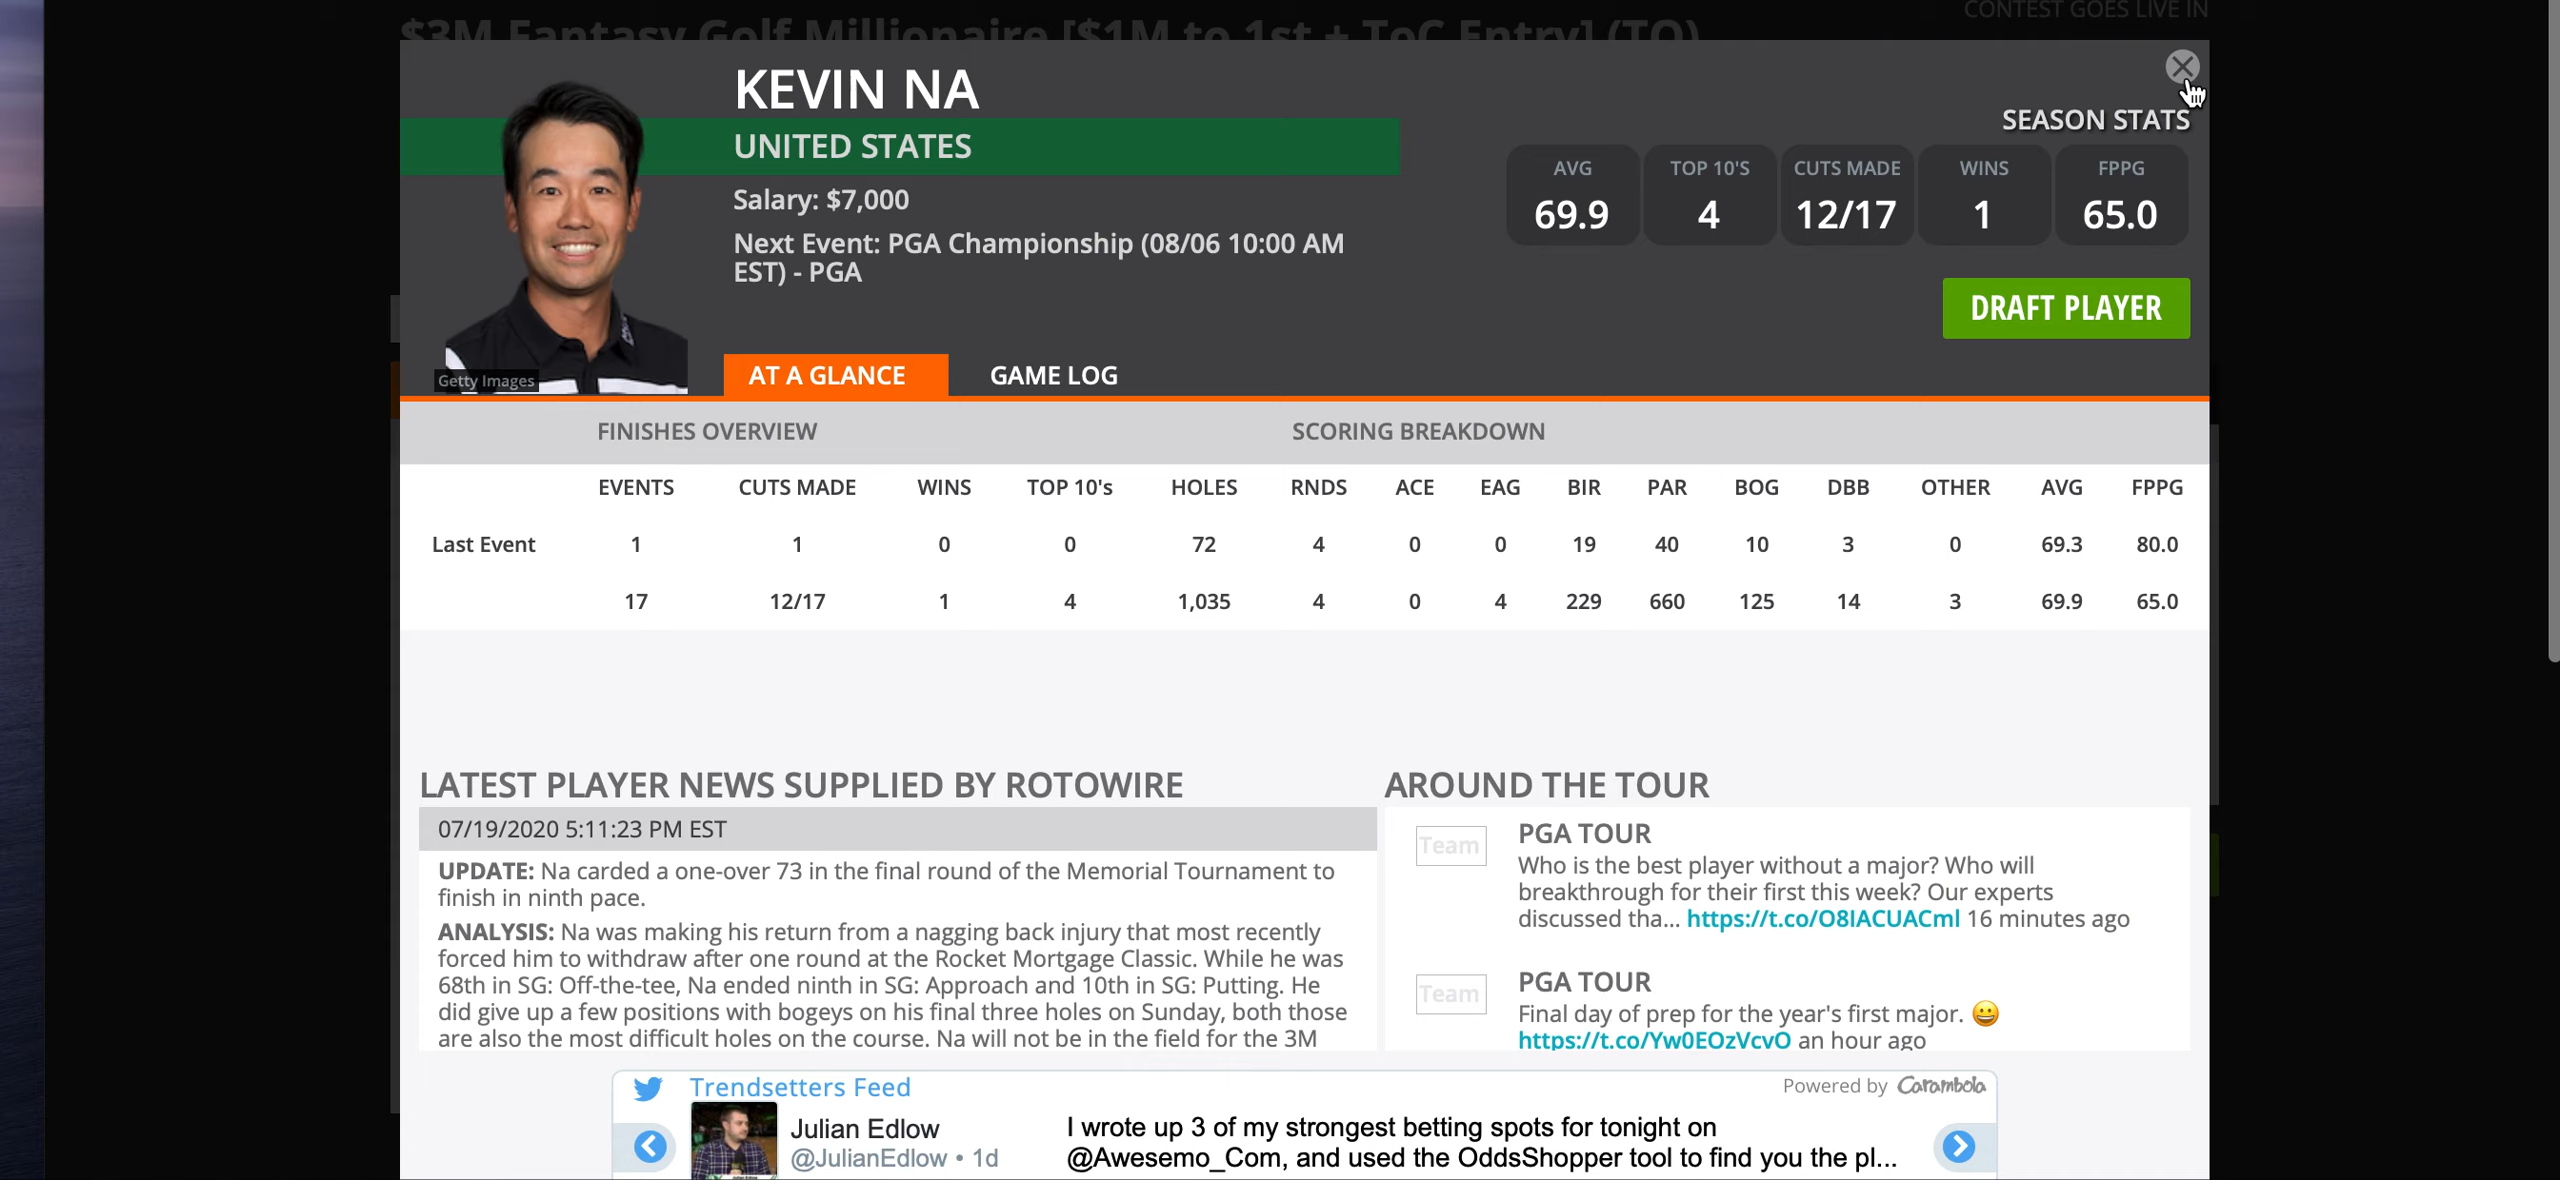 $3M Fantasy Golf Millionaire [$1M to 1st + ToC Entry] (TO)
CONTEST GOES LIVE IN
KEVIN NA
UNITED STATES
Salary: $7,000
Next Event: PGA Championship (08/06 10:00 AM
EST) - PGA
Getty Images
SEASON STATS
AVG TOP 10'S CUTS MADE WINS FPPG
69.9 4 12/17 1 65.0
DRAFT PLAYER
AT A GLANCE GAME LOG
FINISHES OVERVIEW SCORING BREAKDOWN
EVENTS CUTS MADE WINS TOP 10's HOLES RNDS ACE EAG BIR PAR BOG DBB OTHER AVG FPPG
Last Event 1 1 0 0 72 4 0 0 19 40 10 3 0 69.3 80.0
17 12/17 1 4 1,035 4 0 4 229 660 125 14 3 69.9 65.0
LATEST PLAYER NEWS SUPPLIED BY ROTOWIRE
07/19/2020 5:11:23 PM EST
UPDATE: Na carded a one-over 73 in the final round of the Memorial Tournament to
finish in ninth pace.
ANALYSIS: Na was making his return from a nagging back injury that most recently
forced him to withdraw after one round at the Rocket Mortgage Classic. While he was
68th in SG: Off-the-tee, Na ended ninth in SG: Approach and 10th in SG: Putting. He
did give up a few positions with bogeys on his final three holes on Sunday, both those
are also the most difficult holes on the course. Na will not be in the field for the 3M
AROUND THE TOUR
Team
PGA TOUR
Who is the best player without a major? Who will
breakthrough for their first this week? Our experts
discussed tha... https://t.co/O8IACUACml 16 minutes ago
Team
PGA TOUR
Final day of prep for the year's first major. 😀
https://t.co/Yw0EOzVcvO an hour ago
Trendsetters Feed
Powered by Carambola
Julian Edlow
@JulianEdlow • 1d
I wrote up 3 of my strongest betting spots for tonight on
@Awesemo_Com, and used the OddsShopper tool to find you the pl...